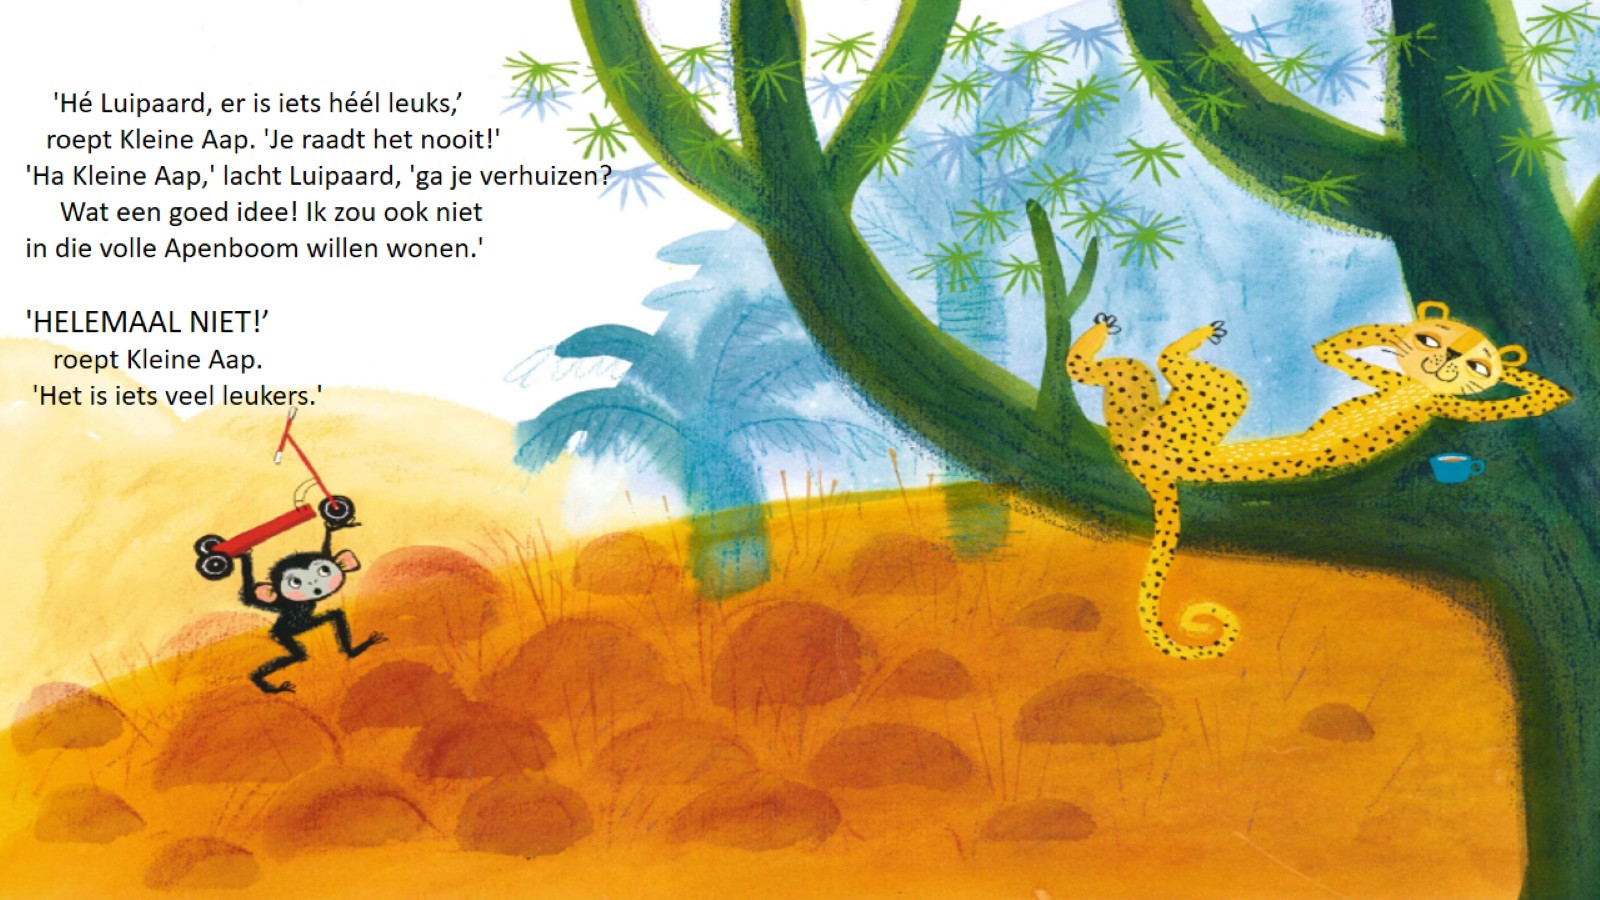 'Hé Luipaard, er is iets héél leuks,’
roept Kleine Aap. 'Je raadt het nooit!'
'Ha Kleine Aap,' lacht Luipaard, 'ga je verhuizen?
Wat een goed idee! Ik zou ook niet
in die volle Apenboom willen wonen.'
'HELEMAAL NIET!’
roept Kleine Aap.
'Het is iets veel leukers.'